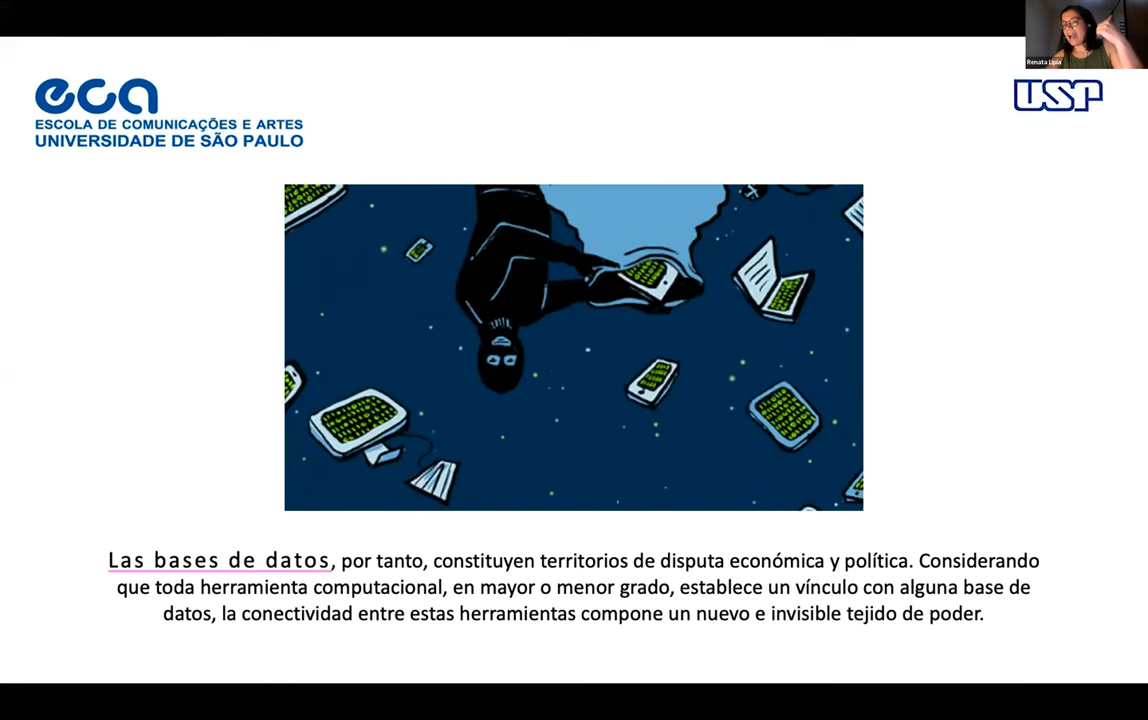 Renata Lipia
eca
ESCOLA DE COMUNICAÇÕES E ARTES
UNIVERSIDADE DE SÃO PAULO
USP
Las bases de datos, por tanto, constituyen territorios de disputa económica y política. Considerando
que toda herramienta computacional, en mayor o menor grado, establece un vínculo con alguna base de
datos, la conectividad entre estas herramientas compone un nuevo e invisible tejido de poder.